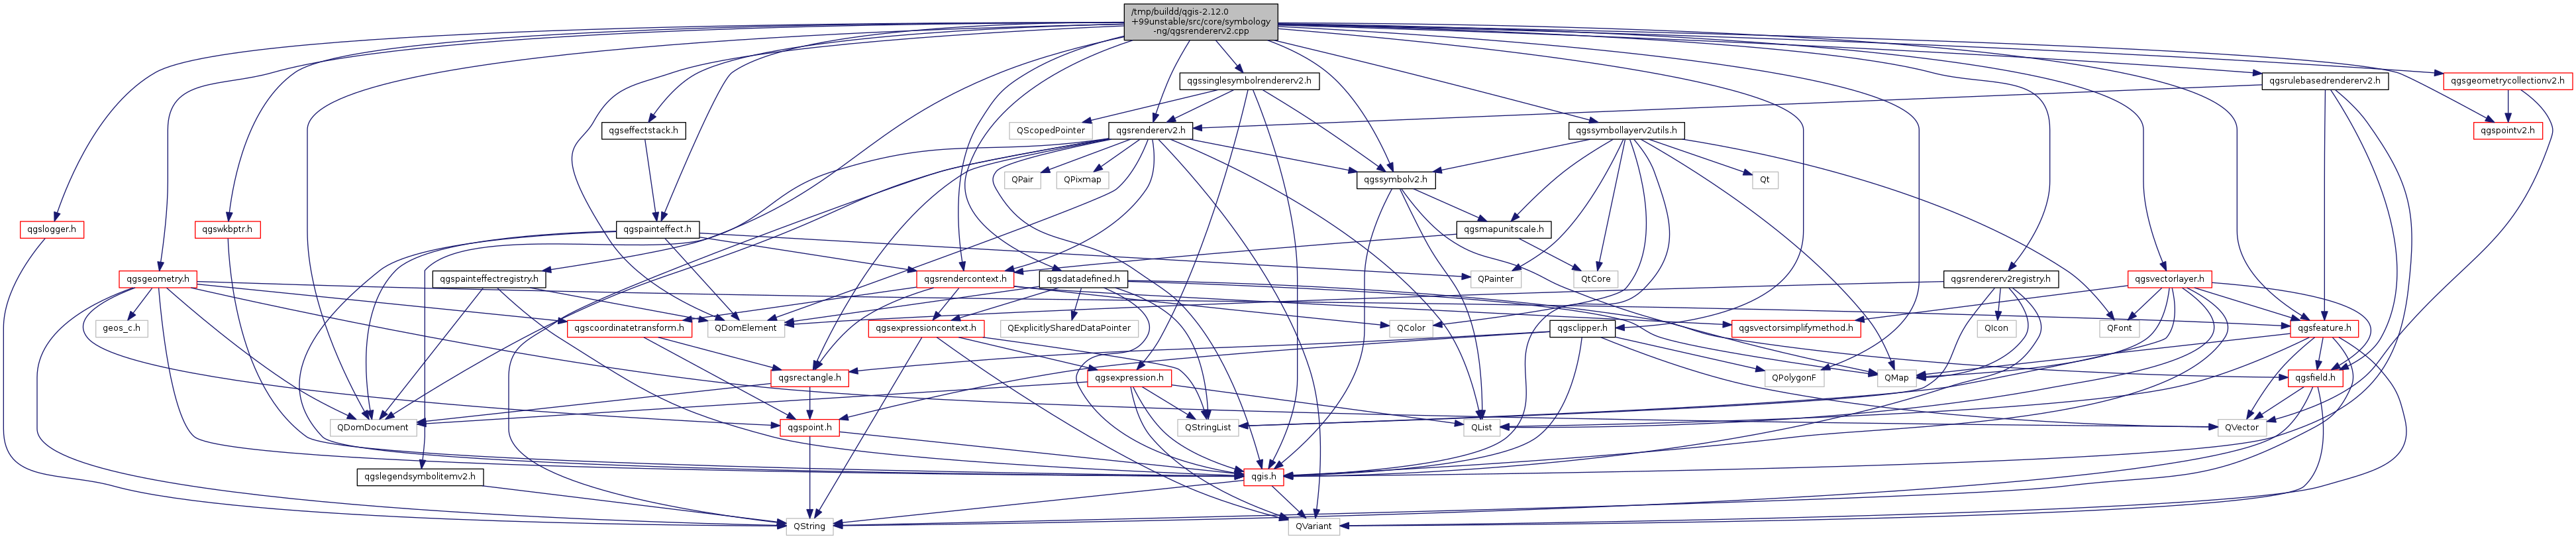 /tmp/buildd/qgis-2.12.0
+99unstable/src/core/symbology
-ng/qgsrendererv2.cpp
qgssinglesymbolrendererv2.h
qgsrulebasedrendererv2.h
qgsgeometrycollectionv2.h
qgseffectstack.h
QScopedPointer
qgsrendererv2.h
qgssymbollayerv2utils.h
qgspointv2.h
QPair
QPixmap
qgssymbolv2.h
Qt
qgslogger.h
qgswkbptr.h
qgspainteffect.h
qgsmapunitscale.h
qgsgeometry.h
qgspainteffectregistry.h
qgsrendercontext.h
qgsdatadefined.h
QPainter
QtCore
qgsrendererv2registry.h
qgsvectorlayer.h
geos_c.h
qgscoordinatetransform.h
QDomElement
qgsexpressioncontext.h
QExplicitlySharedDataPointer
QColor
qgsclipper.h
qgsvectorsimplifymethod.h
QIcon
QFont
qgsfeature.h
qgsrectangle.h
qgsexpression.h
QPolygonF
QMap
qgsfield.h
QDomDocument
qgspoint.h
QStringList
QList
QVector
qgslegendsymbolitemv2.h
qgis.h
QString
QVariant